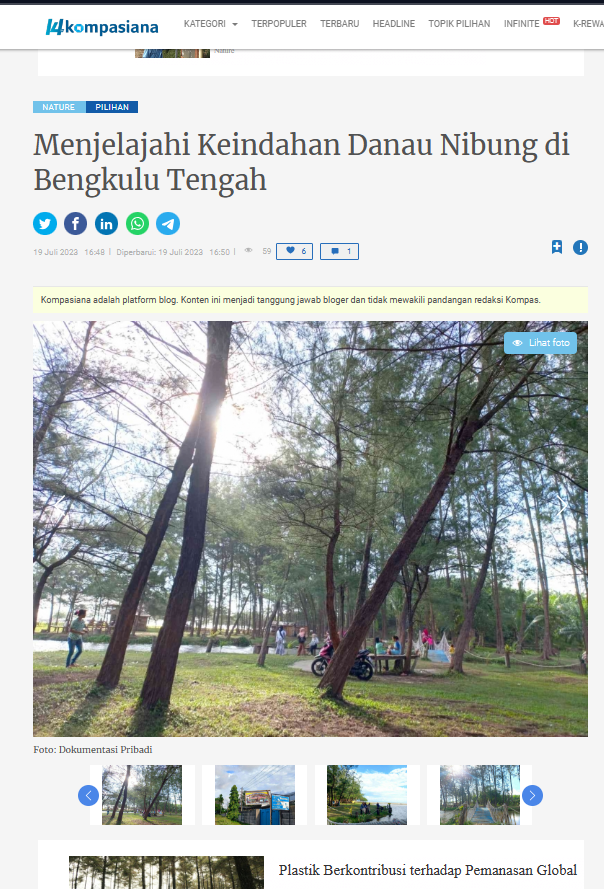 14 kompasiana KATEGORI TERPOPULER TERBARU HEADLINE TOPIK PILIHAN INFINITE HOT K-REWA
Nature
NATURE PILIHAN
Menjelajahi Keindahan Danau Nibung di
Bengkulu Tengah
19 Juli 2023 16:48 | Diperbarui: 19 Juli 2023 16:50 | 59 6 1
Kompasiana adalah platform blog. Konten ini menjadi tanggung jawab bloger dan tidak mewakili pandangan redaksi Kompas.
Lihat foto
Foto: Dokumentasi Pribadi
Plastik Berkontribusi terhadap Pemanasan Global